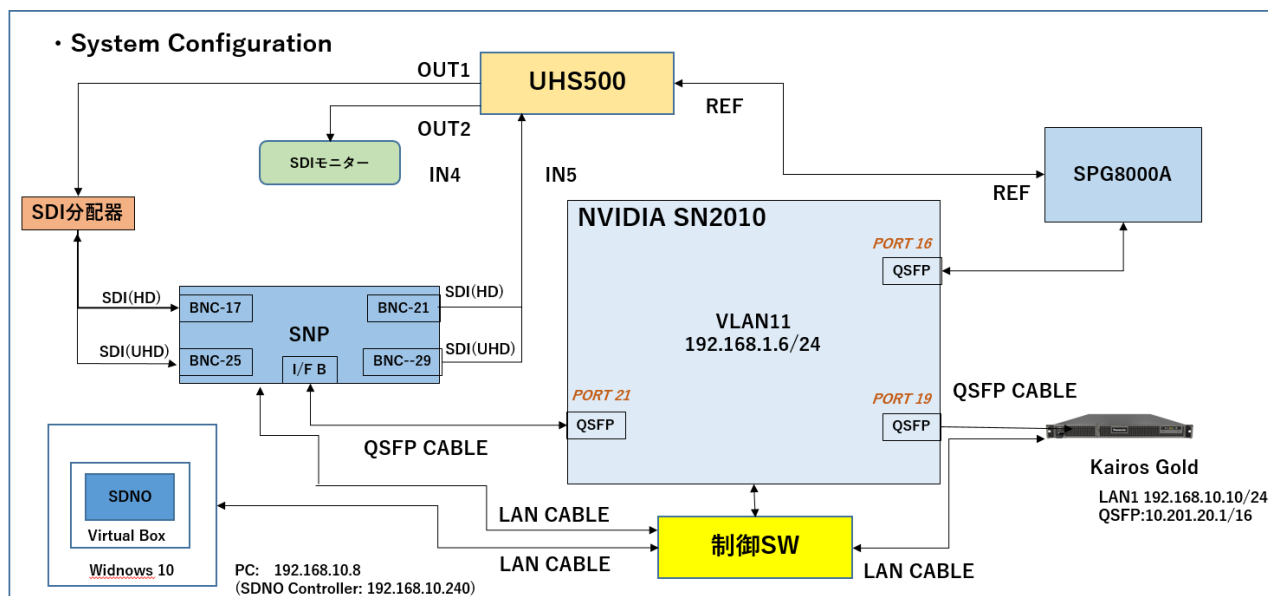 ・System Configuration
OUT1
UHS500
REF
OUT2
SDIモニター
IN4
IN5
SPG8000A
REF
SDI分配器
NVIDIA SN2010
PORT 16
QSFP
SDI(HD)
BNC-17
BNC-21
SDI(HD)
SNP
VLAN11
192.168.1.6/24
SDI(UHD)
BNC-25
BNC--29
SDI(UHD)
I/F B
PORT 21
QSFP
PORT 19
QSFP
QSFP CABLE
QSFP CABLE
Kairos Gold
LAN1 192.168.10.10/24
QSFP:10.201.20.1/16
SDNO
Virtual Box
Widnows 10
LAN CABLE
制御SW
LAN CABLE
LAN CABLE
PC: 192.168.10.8
(SDNO Controller: 192.168.10.240)